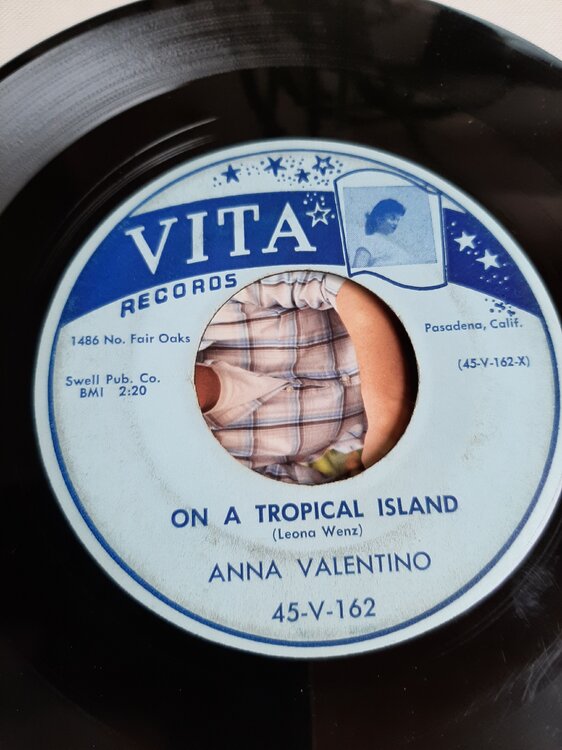 VITA
RECORDS
1486 No. Fair Oaks
Pasadena, Calif.
Swell Pub. Co.
BMI 2:20
(45-V-162-X)
ON A TROPICAL ISLAND
(Leona Wenz)
ANNA VALENTINO
45-V-162